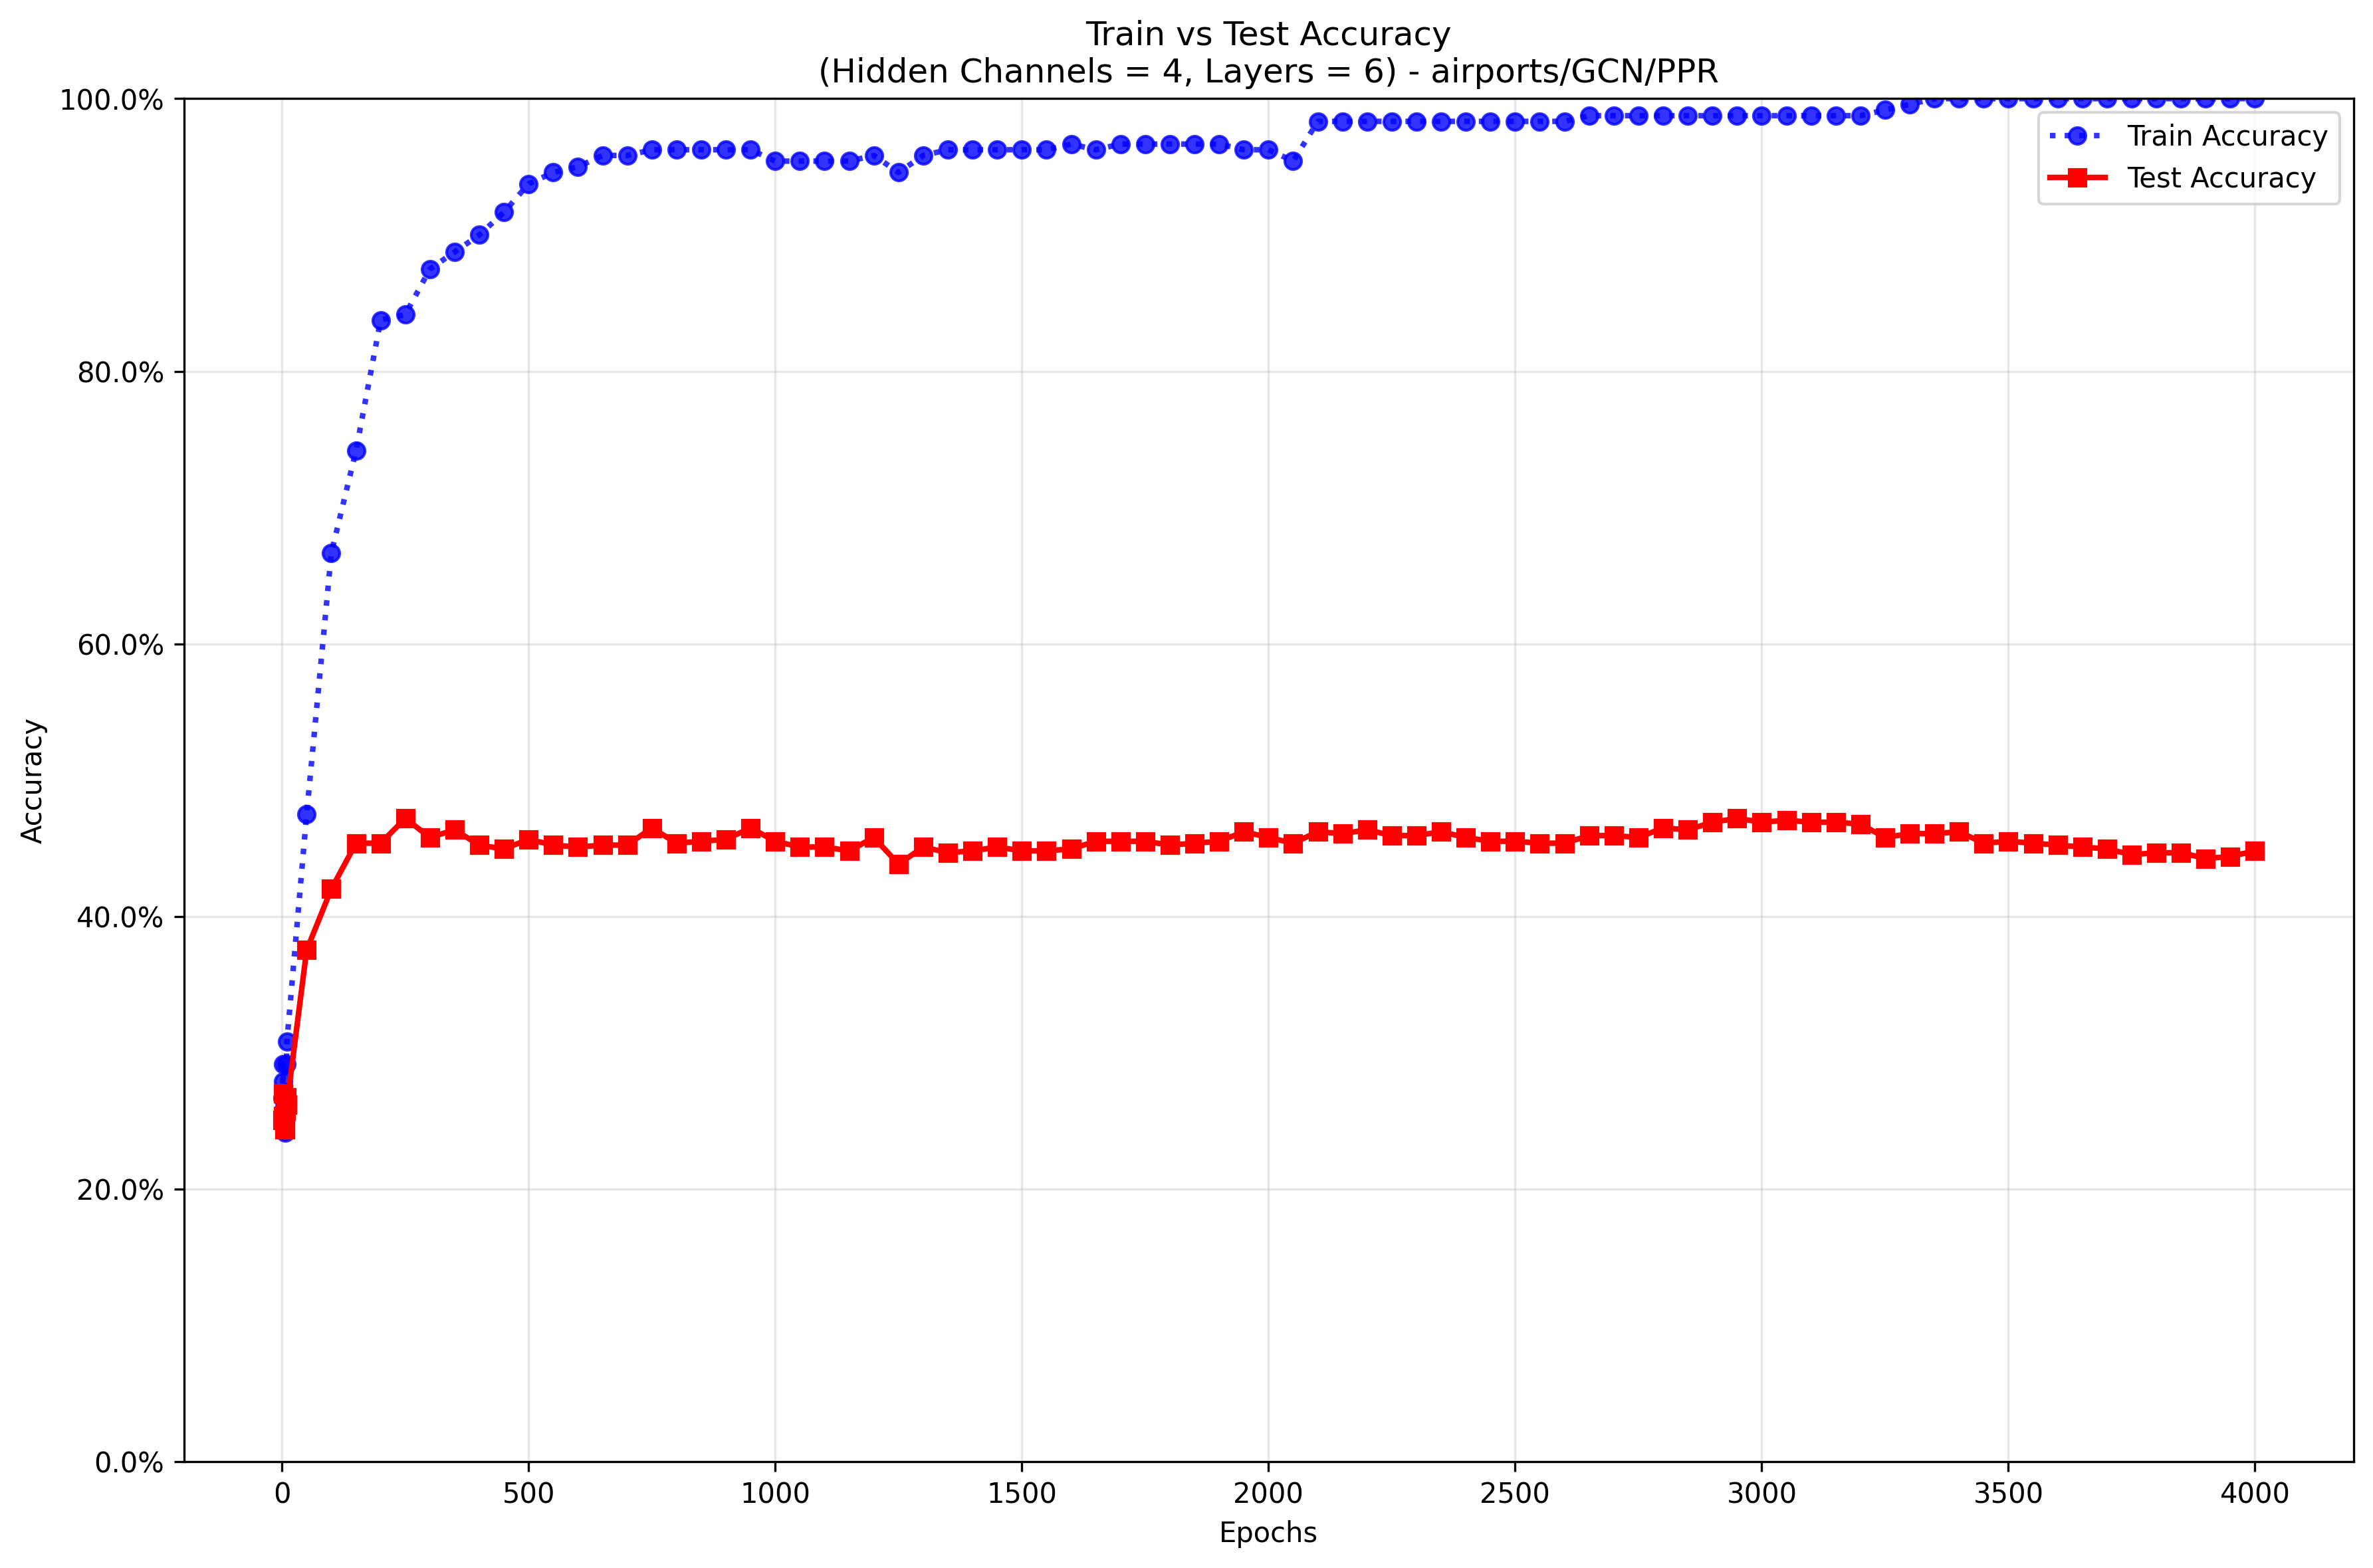 Train vs Test Accuracy
(Hidden Channels = 4, Layers = 6) - airports/GCN/PPR
100.0%
80.0%
60.0%
40.0%
20.0%
0.0%
Accuracy
Train Accuracy
Test Accuracy
0
500
1000
1500
2000
2500
3000
3500
4000
Epochs